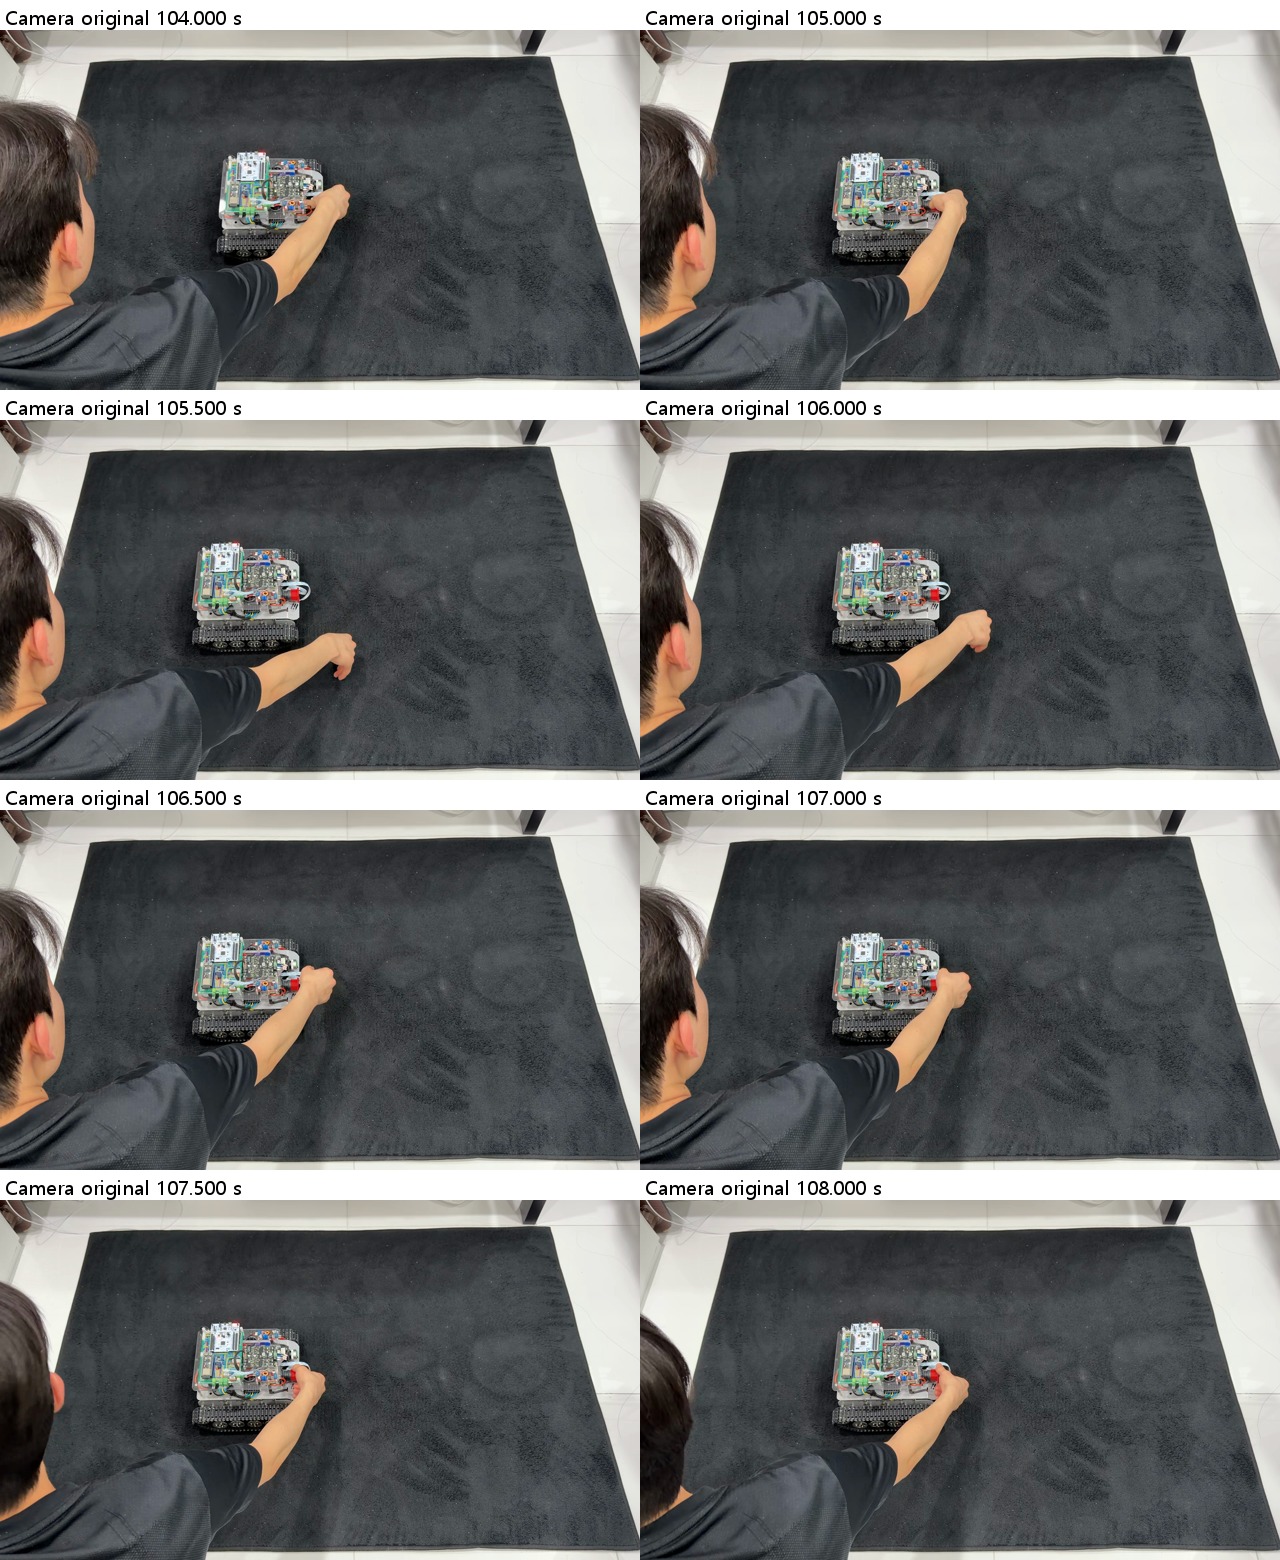 Camera original 104.000 s
Camera original 105.000 s
Camera original 105.500 s
Camera original 106.000 s
Camera original 106.500 s
Camera original 107.000 s
Camera original 107.500 s
Camera original 108.000 s